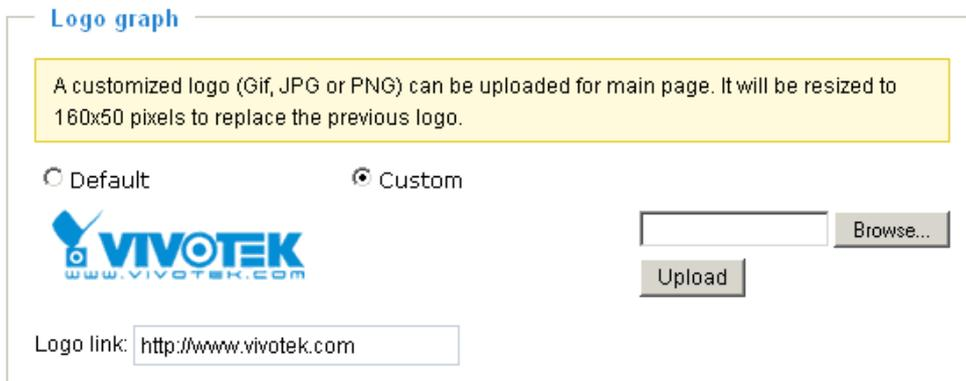 Logo graph
A customized logo (Gif, JPG or PNG) can be uploaded for main page. It will be resized to
160x50 pixels to replace the previous logo.
Default Custom
VIVOTEK
www.vivotek.com
Browse...
Upload
Logo link: http://www.vivotek.com